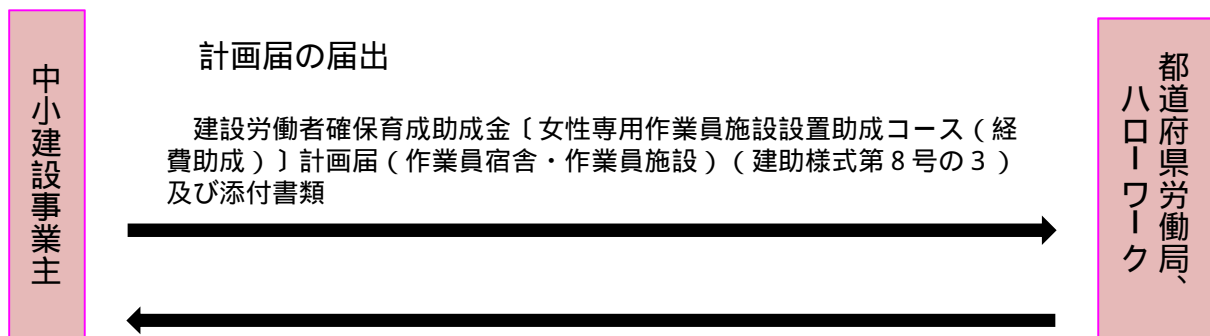 中小建設事業主
計画届の届出
建設労働者確保育成助成金〔女性専用作業員施設設置助成コース(経
費助成)〕計画届(作業員宿舎・作業員施設)(建助様式第8号の3)
及び添付書類
都道府県労働局、
ハローワーク